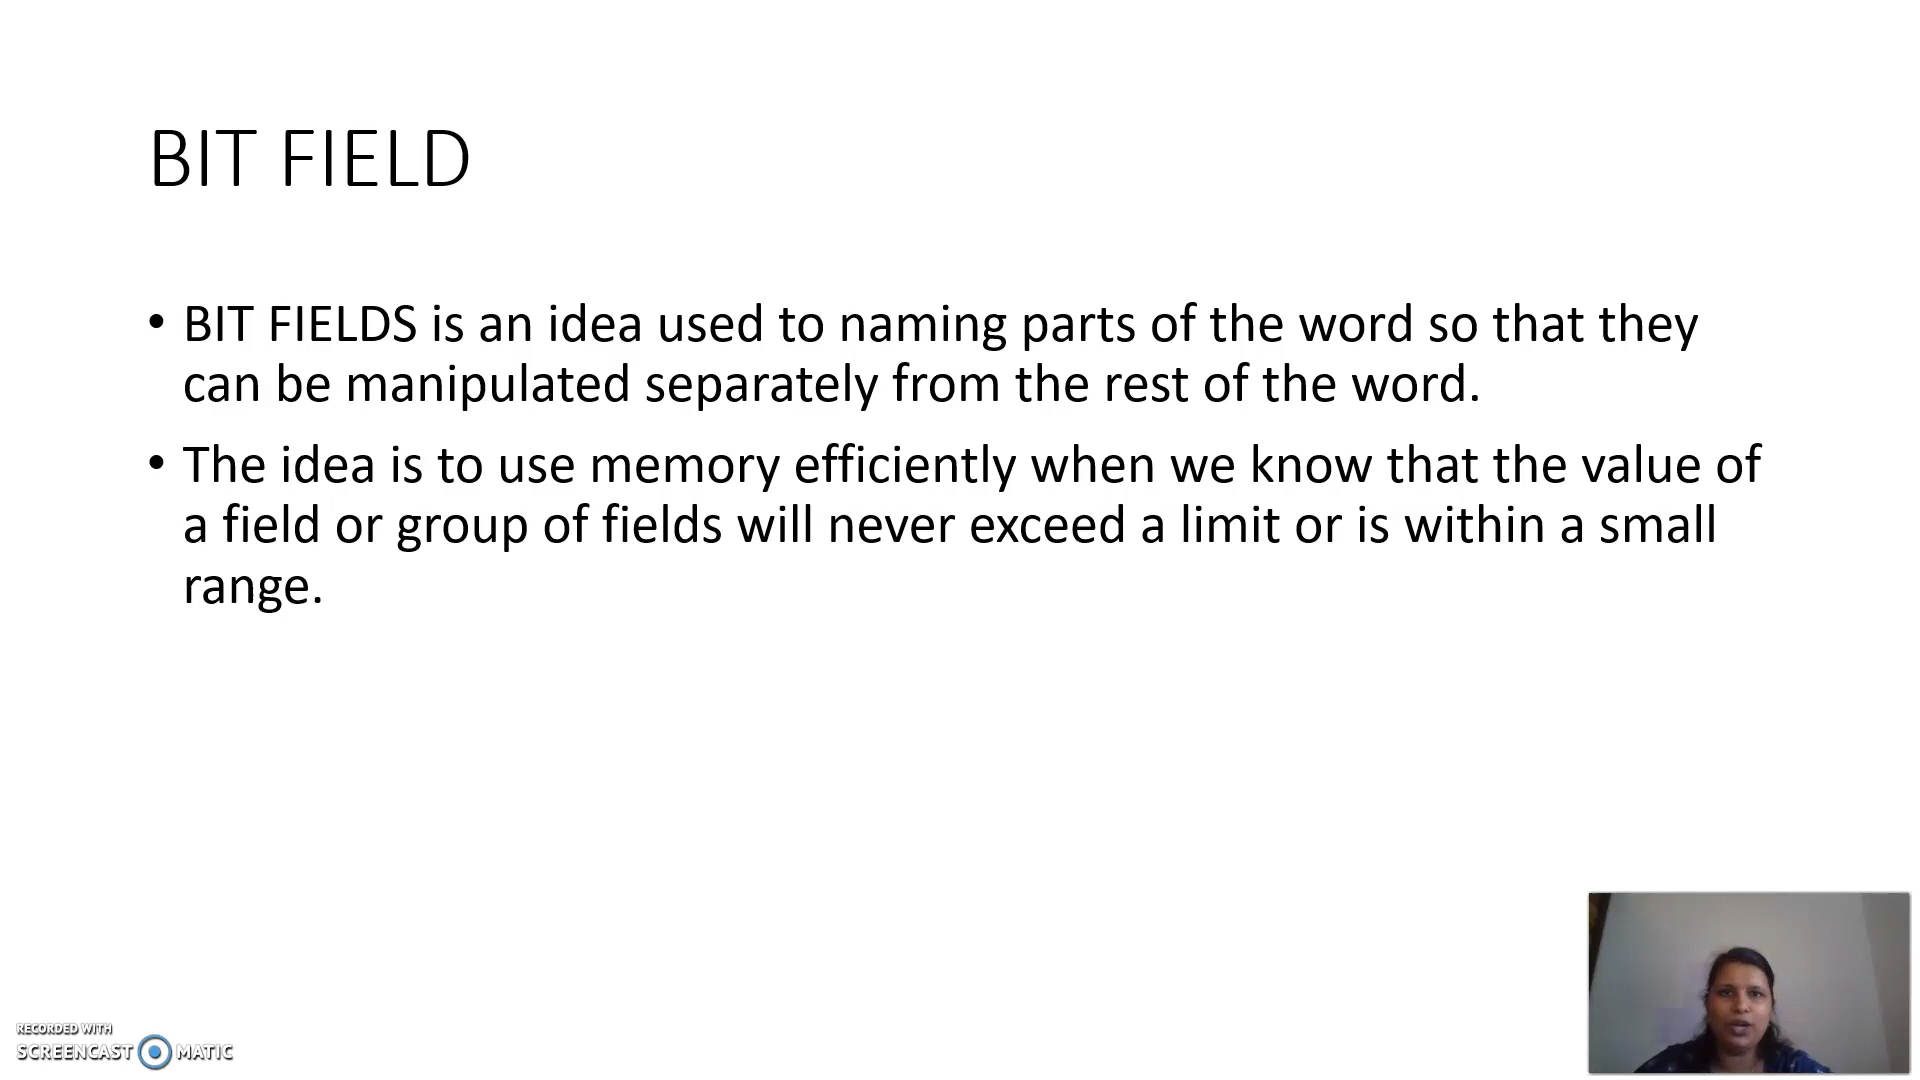 BIT FIELD
• BIT FIELDS is an idea used to naming parts of the word so that they
can be manipulated separately from the rest of the word.
• The idea is to use memory efficiently when we know that the value of
a field or group of fields will never exceed a limit or is within a small
range.
RECORDED WITH
SCREENCAST MATIC